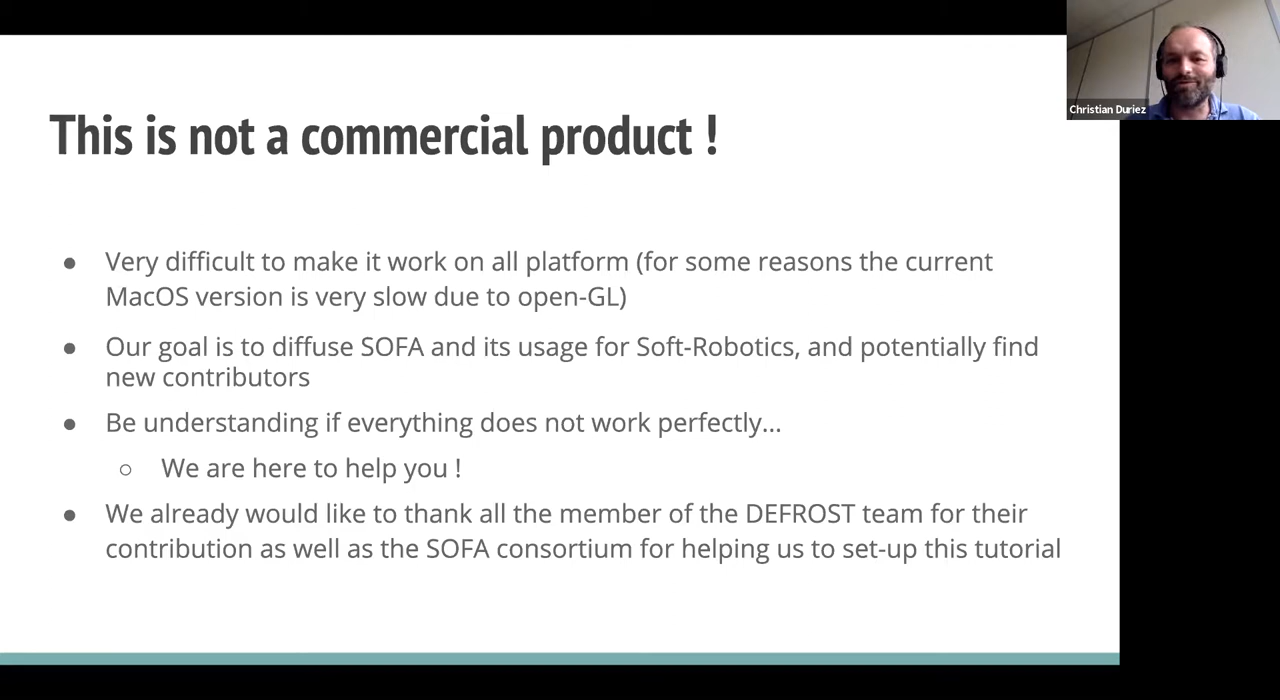 Christian Duriez
This is not a commercial product !
● Very difficult to make it work on all platform (for some reasons the current
MacOS version is very slow due to open-GL)
● Our goal is to diffuse SOFA and its usage for Soft-Robotics, and potentially find
new contributors
● Be understanding if everything does not work perfectly...
○ We are here to help you !
● We already would like to thank all the member of the DEFROST team for their
contribution as well as the SOFA consortium for helping us to set-up this tutorial